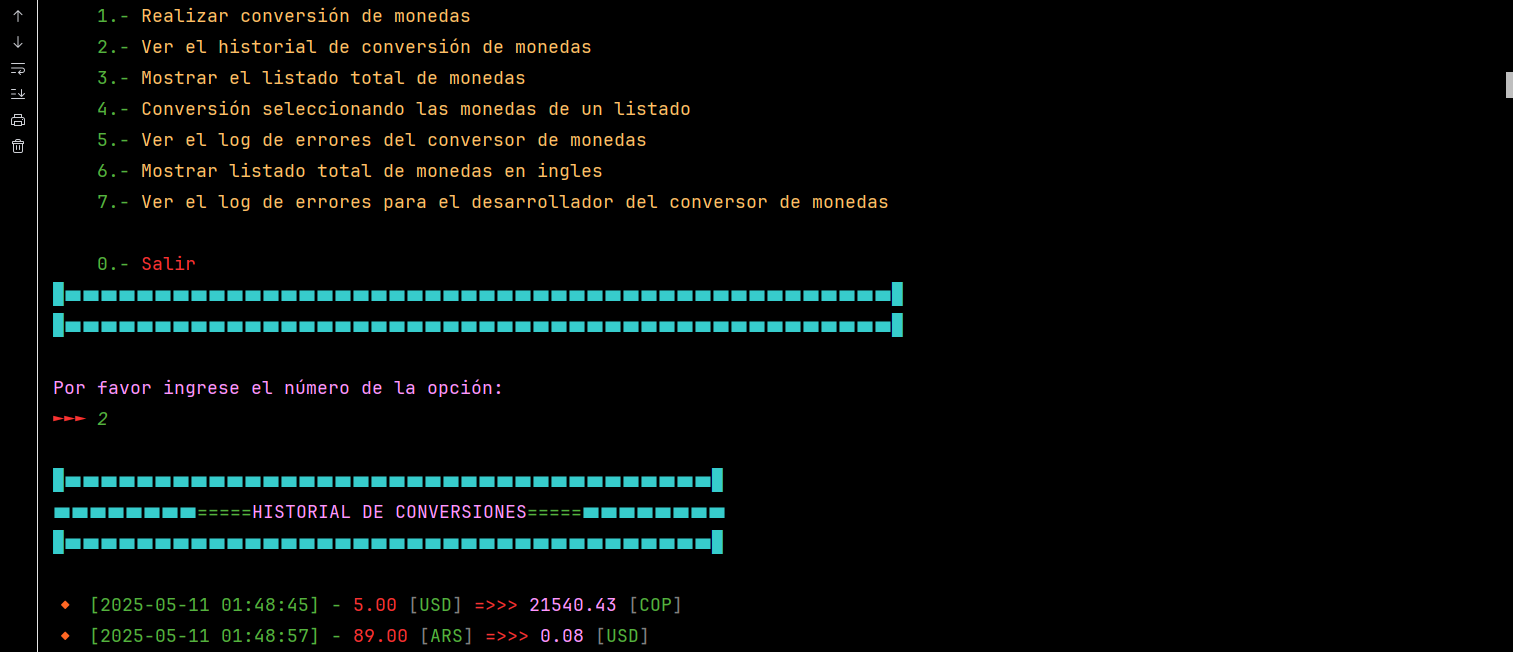 1.- Realizar conversión de monedas
2.- Ver el historial de conversión de monedas
3.- Mostrar el listado total de monedas
4.- Conversión seleccionando las monedas de un listado
5.- Ver el log de errores del conversor de monedas
6.- Mostrar listado total de monedas en ingles
7.- Ver el log de errores para el desarrollador del conversor de monedas
0.- Salir
Por favor ingrese el número de la opción:
►►► 2
=====HISTORIAL DE CONVERSIONES=====
🔸 [2025-05-11 01:48:45] - 5.00 [USD] =>>> 21540.43 [COP]
🔸 [2025-05-11 01:48:57] - 89.00 [ARS] =>>> 0.08 [USD]